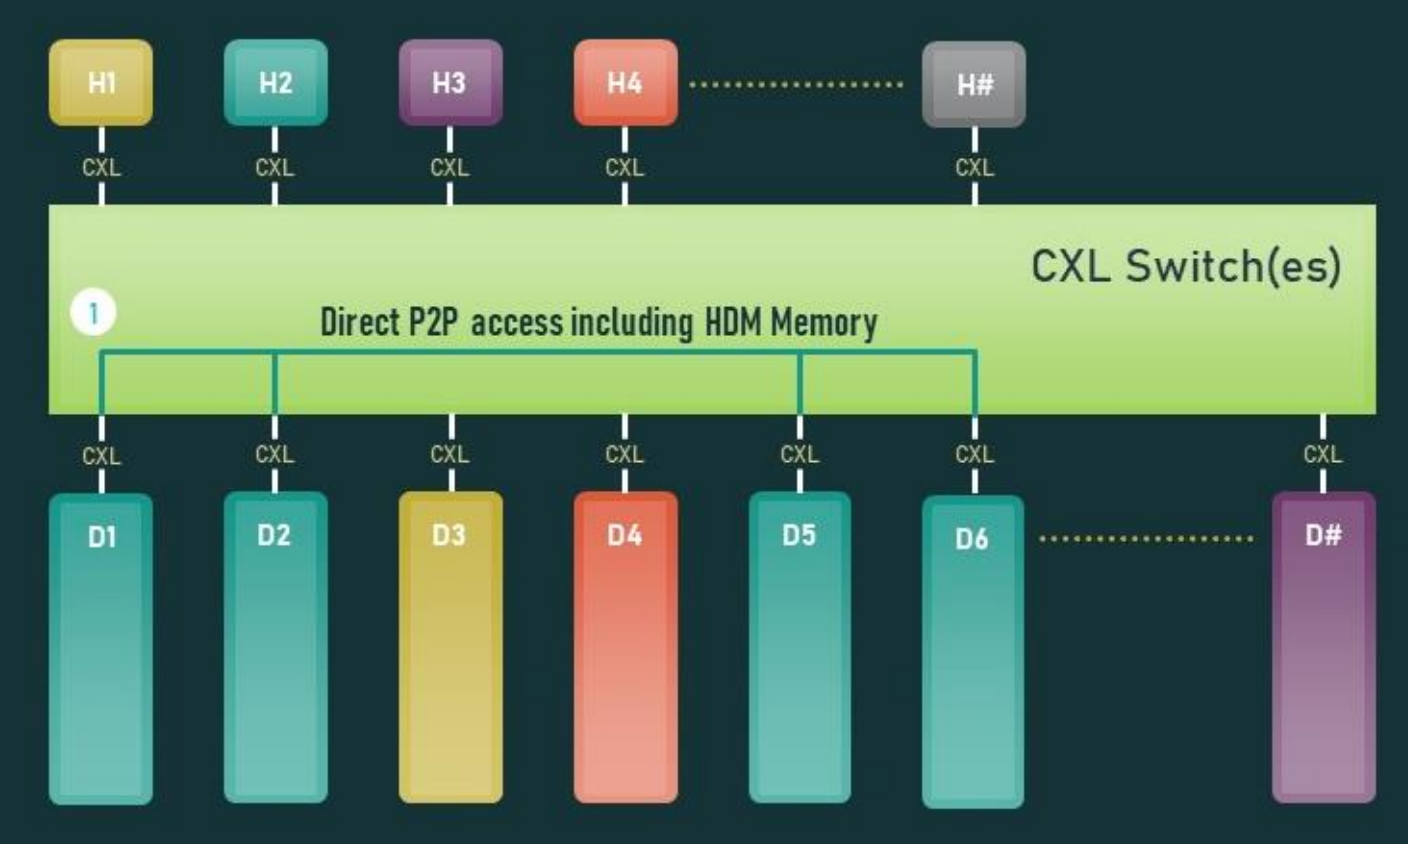 H1 H2 H3 H4 H#
CXL CXL CXL CXL CXL
CXL Switch(es)
1
Direct P2P access including HDM Memory
CXL CXL CXL CXL CXL CXL CXL
D1 D2 D3 D4 D5 D6 D#